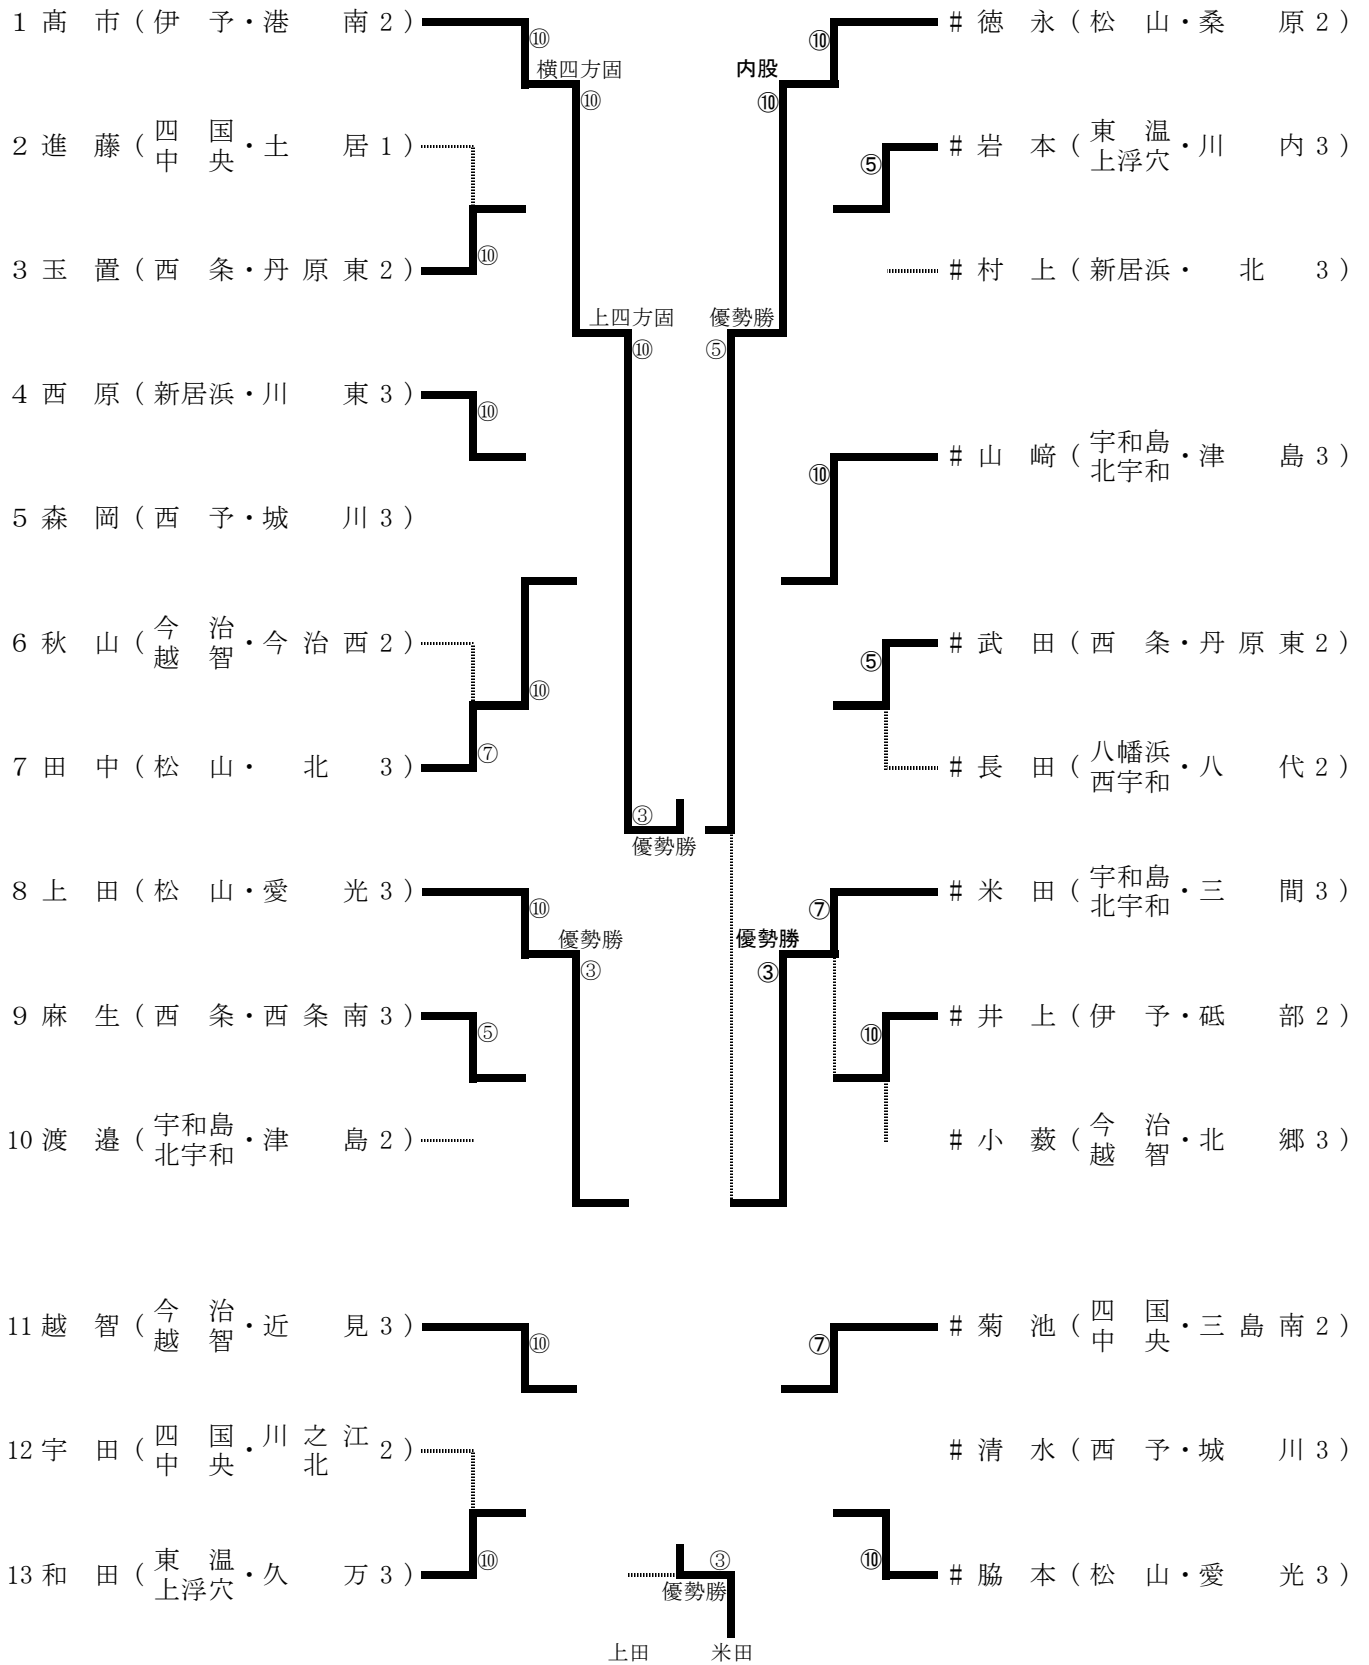 1 髙 市 ( 伊 予 ・ 港 南 2 )
⑩
横四方固
⑩
2 進 藤 ( 四 国 中 央 ・ 土 居 1 )
3 玉 置 ( 西 条 ・ 丹 原 東 2 )
⑩
上四方固
⑩
4 西 原 ( 新居浜 ・ 川 東 3 )
⑩
5 森 岡 ( 西 予 ・ 城 川 3 )
6 秋 山 ( 今 治 越 智 ・ 今 治 西 2 )
⑩
7 田 中 ( 松 山 ・ 北 3 )
⑦
③
優勢勝
8 上 田 ( 松 山 ・ 愛 光 3 )
⑩
優勢勝
③
9 麻 生 ( 西 条 ・ 西 条 南 3 )
⑤
10 渡 邉 ( 宇和島 北宇和 ・ 津 島 2 )
11 越 智 ( 今 治 越 智 ・ 近 見 3 )
⑩
12 宇 田 ( 四 国 中 央 ・ 川 之 江 北 2 )
13 和 田 ( 東 温 上浮穴 ・ 久 万 3 )
⑩
# 徳 永 ( 松 山 ・ 桑 原 2 )
⑩
内股
⑩
# 岩 本 ( 東 温 上浮穴 ・ 川 内 3 )
⑤
# 村 上 ( 新居浜 ・ 北 3 )
優勢勝
⑤
# 山 﨑 ( 宇和島 北宇和 ・ 津 島 3 )
⑩
# 武 田 ( 西 条 ・ 丹 原 東 2 )
⑤
# 長 田 ( 八幡浜 西宇和 ・ 八 代 2 )
# 米 田 ( 宇和島 北宇和 ・ 三 間 3 )
⑦
優勢勝
③
# 井 上 ( 伊 予 ・ 砥 部 2 )
⑩
# 小 薮 ( 今 治 越 智 ・ 北 郷 3 )
# 菊 池 ( 四 国 中 央 ・ 三 島 南 2 )
⑦
# 清 水 ( 西 予 ・ 城 川 3 )
# 脇 本 ( 松 山 ・ 愛 光 3 )
⑩
③
優勢勝
上田 米田